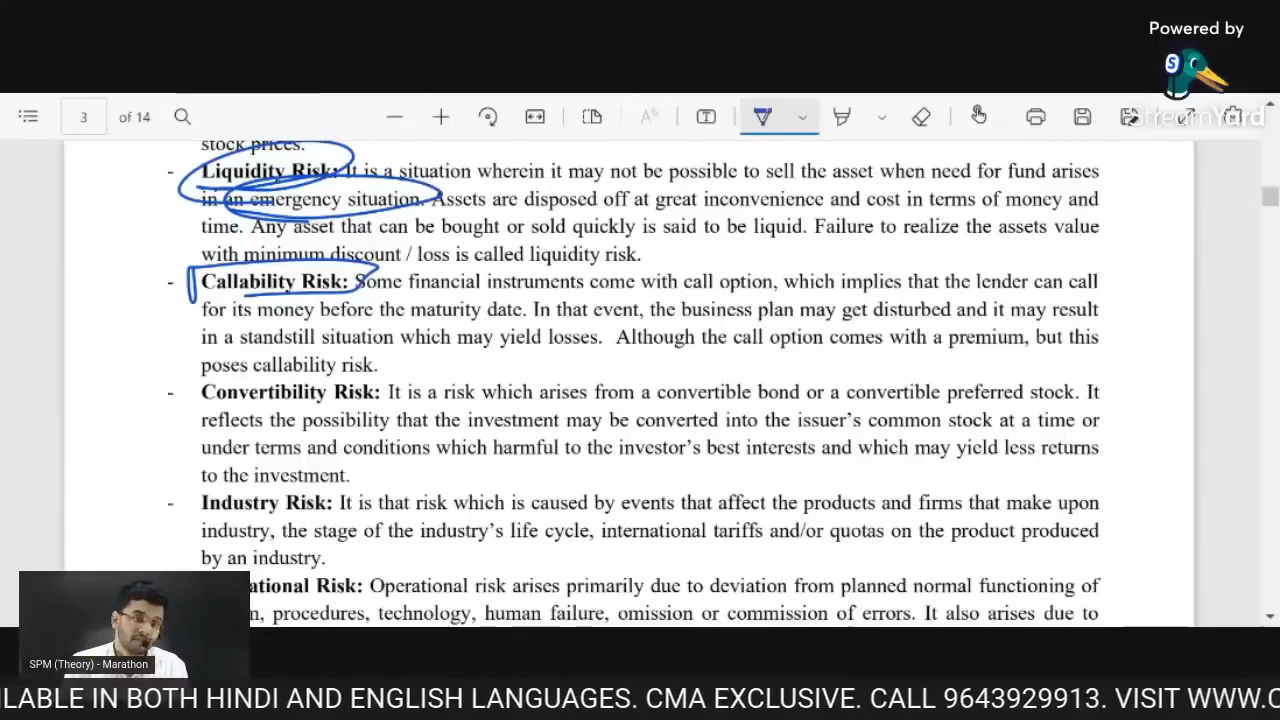 Powered by
S
StreamYard
3 of 14
stock prices.
- Liquidity Risk: It is a situation wherein it may not be possible to sell the asset when need for fund arises
in an emergency situation. Assets are disposed off at great inconvenience and cost in terms of money and
time. Any asset that can be bought or sold quickly is said to be liquid. Failure to realize the assets value
with minimum discount / loss is called liquidity risk.
- Callability Risk: Some financial instruments come with call option, which implies that the lender can call
for its money before the maturity date. In that event, the business plan may get disturbed and it may result
in a standstill situation which may yield losses. Although the call option comes with a premium, but this
poses callability risk.
- Convertibility Risk: It is a risk which arises from a convertible bond or a convertible preferred stock. It
reflects the possibility that the investment may be converted into the issuer's common stock at a time or
under terms and conditions which harmful to the investor's best interests and which may yield less returns
to the investment.
- Industry Risk: It is that risk which is caused by events that affect the products and firms that make upon
industry, the stage of the industry's life cycle, international tariffs and/or quotas on the product produced
by an industry.
ational Risk: Operational risk arises primarily due to deviation from planned normal functioning of
procedures, technology, human failure, omission or commission of errors. It also arises due to
SPM (Theory) - Marathon
ILABLE IN BOTH HINDI AND ENGLISH LANGUAGES. CMA EXCLUSIVE. CALL 9643929913. VISIT WWW.C